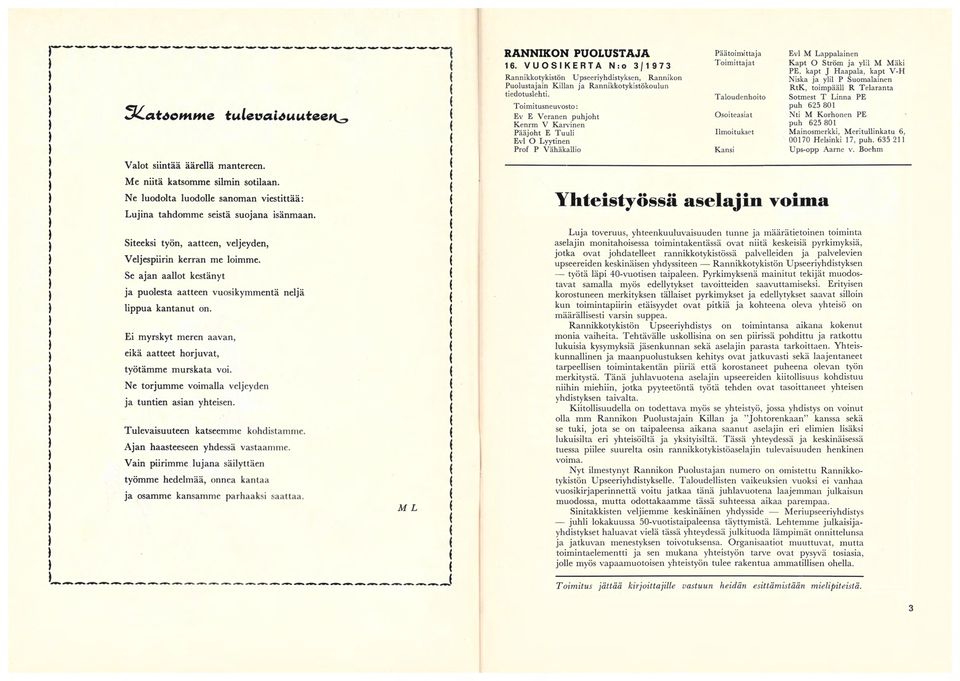 Katsomme tulevaisuuteen
Valot siintää äärellä mantereen.
Me niitä katsomme silmin sotilaan.
Ne luodolta luodolle sanoman viestittää:
Lujina tahdomme seistä suojana isänmaan.
Siteeksi työn, aatteen, veljeyden,
Veljespiirin kerran me loimme.
Se ajan aallot kestänyt
ja puolesta aatteen vuosikymmentä neljä
lippua kantanut on.
Ei myrskyt meren aavan,
eikä aatteet horjuvat,
työtämme murskata voi.
Ne torjumme voimalla veljeyden
ja tuntien asian yhteisen.
Tulevaisuuteen katseemme kohdistamme.
Ajan haasteeseen yhdessä vastaamme.
Vain piirimme lujana säilyttäen
työmme hedelmää, onnea kantaa
ja osamme kansamme parhaaksi saattaa.
M L
RANNIKON PUOLUSTAJA
16. VUOSIKERTA N:o 3/1973
Rannikkotykistön Upseeriyhdistyksen, Rannikon
Puolustajain Killan ja Rannikkotykistökoulun
tiedotuslehti.
Toimitusneuvosto:
Ev E Veranen puhjoht
Kenrm V Karvinen
Pääjoht E Tuuli
Evl O Lyytinen
Prof P Vähäkallio
Päätoimittaja Evl M Lappalainen
Toimittajat Kapt O Ström ja ylil M Mäki
PE, kapt J Haapala, kapt V-H
Niska ja ylil P Suomalainen
RtK, toimpääll R Telaranta
Taloudenhoito Sotmest T Linna PE
puh 625 801
Osoiteasiat Nti M Korhonen PE
puh 625 801
Ilmoitukset Mainosmerkki, Meritullinkatu 6,
00170 Helsinki 17, puh. 635 211
Kansi Ups-opp Aarne v. Boehm
Yhteistyössä aselajin voima
Luja toveruus, yhteenkuuluvaisuuden tunne ja määrätietoinen toiminta
aselajin monitahoisessa toimintakentässä ovat niitä keskeisiä pyrkimyksiä,
jotka ovat johdatelleet rannikkotykistössä palvelleiden ja palvelevien
upseereiden keskinäisen yhdyssiteen — Rannikkotykistön Upseeriyhdistyksen
— työtä läpi 40-vuotisen taipaleen. Pyrkimyksenä mainitut tekijät muodos-
tavat samalla myös edellytykset tavoitteiden saavuttamiseksi. Erityisen
korostuneen merkityksen tällaiset pyrkimykset ja edellytykset saavat silloin
kun toimintapiirin etäisyydet ovat pitkiä ja kohteena oleva yhteisö on
määrällisesti varsin suppea.
Rannikkotykistön Upseeriyhdistys on toimintansa aikana kokenut
monia vaiheita. Tehtävälle uskollisina on sen piirissä pohdittu ja ratkottu
lukuisia kysymyksiä jäsenkunnan sekä aselajin parasta tarkoittaen. Yhteis-
kunnallinen ja maanpuolustuksen kehitys ovat jatkuvasti sekä laajentaneet
tarpeellisen toimintakentän piiriä että korostaneet puheena olevan työn
merkitystä. Tänä juhlavuotena aselajin upseereiden kiitollisuus kohdistuu
niihin miehiin, jotka pyyteetöntä työtä tehden ovat tasoittaneet yhteisen
yhdistyksen taivalta.
Kiitollisuudella on todettava myös se yhteistyö, jossa yhdistys on voinut
olla mm Rannikon Puolustajain Killan ja ”Johtorenkaan” kanssa sekä
se tuki, jota se on taipaleensa aikana saanut aselajin eri elimien lisäksi
lukuisilta eri yhteisöiltä ja yksityisiltä. Tässä yhteydessä ja keskinäisessä
tuessa piilee suurelta osin rannikkotykistöaselajin tulevaisuuden henkinen
voima.
Nyt ilmestynyt Rannikon Puolustajan numero on omistettu Rannikko-
tykistön Upseeriyhdistykselle. Taloudellisten vaikeuksien vuoksi ei vanhaa
vuosikirjaperinnettä voitu jatkaa tänä juhlavuotena laajemman julkaisun
muodossa, mutta odottakaamme tässä suhteessa aikaa parempaa.
Sinitakkisten veljiemme keskinäinen yhdysside — Meriupseeriyhdistys
— juhli lokakuussa 50-vuotistaipaleensa täyttymistä. Lehtemme julkaisija-
yhdistykset haluavat vielä tässä yhteydessä julkituoda lämpimät onnittelunsa
ja jatkuvan menestyksen toivotuksensa. Organisaatiot muuttuvat, mutta
toimintaelementti ja sen mukana yhteistyön tarve ovat pysyvä tosiasia,
jolle myös vapaamuotoisen yhteistyön tulee rakentua ammatillisen ohella.
Toimitus jättää kirjoittajille vastuun heidän esittämistään mielipiteistä.
3